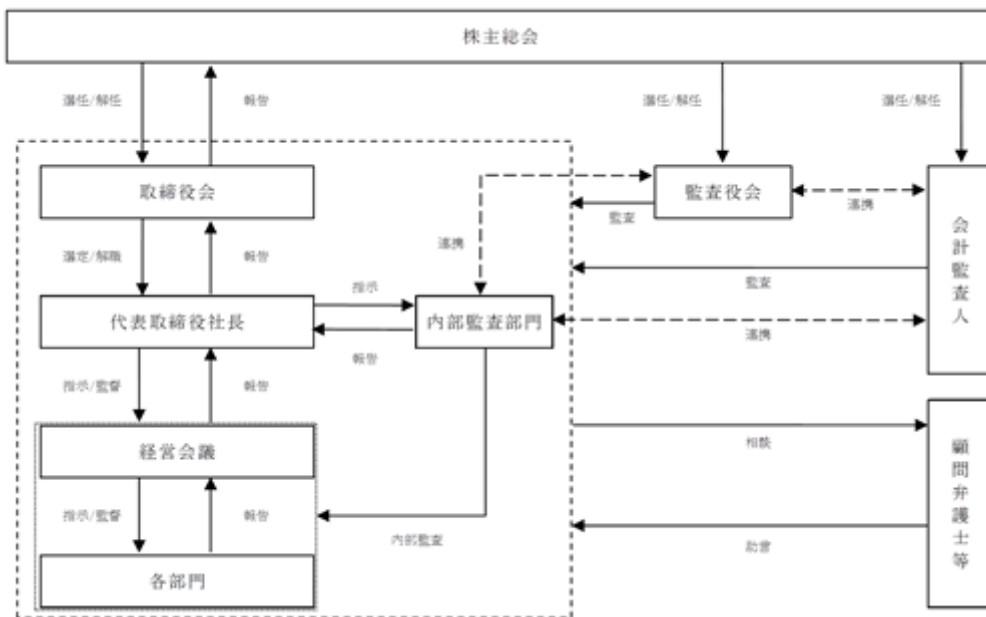 株主総会
選任/解任
報告
選任/解任
選任/解任
取締役会
監査役会
連携
監査
会計監査人
選定/解職
報告
連携
監査
指示
代表取締役社長
内部監査部門
報告
連携
指示/監督
報告
経営会議
相談
顧問弁護士等
指示/監督
報告
内部監査
助言
各部門